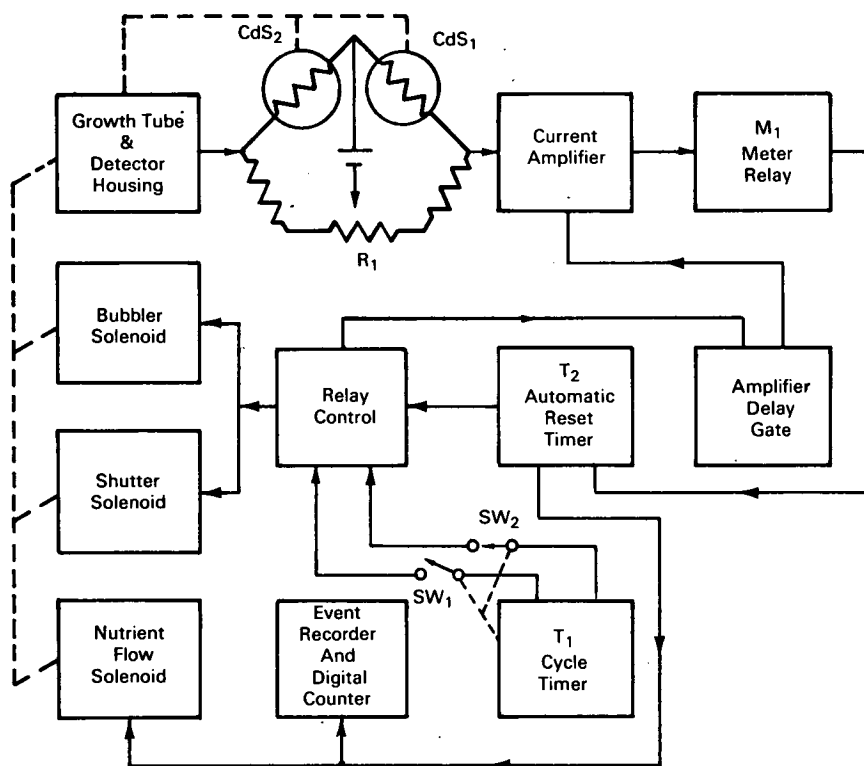 CdS2
CdS1
Growth Tube
&
Detector
Housing
Current
Amplifier
M1
Meter
Relay
R1
Bubbler
Solenoid
Relay
Control
T2
Automatic
Reset
Timer
Amplifier
Delay
Gate
Shutter
Solenoid
SW2
SW1
Nutrient
Flow
Solenoid
Event
Recorder
And
Digital
Counter
T1
Cycle
Timer